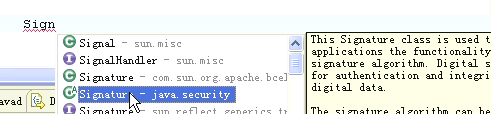 Sign
Signal - sun.misc
SignalHandler - sun.misc
Signature - com.sun.org.apache.bcel
Signature - java.security
Signature - sun.reflect.generics.tr
This Signature class is used t
applications the functionality
signature algorithm. Digital s
for authentication and integri
digital data.
The signature algorithm can be
avad
D